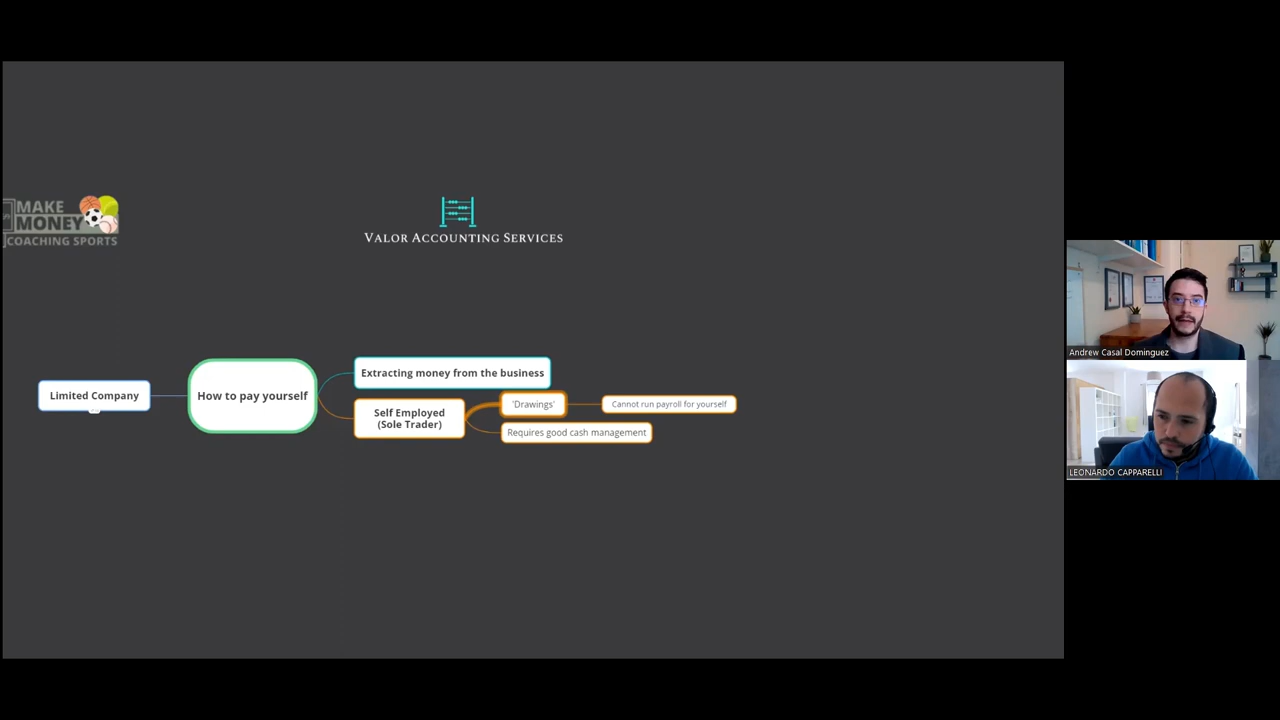 MAKE
MONEY
COACHING SPORTS
VALOR ACCOUNTING SERVICES
Limited Company
How to pay yourself
Extracting money from the business
Self Employed
(Sole Trader)
'Drawings'
Cannot run payroll for yourself
Requires good cash management
Andrew Casal Dominguez
LEONARDO CAPPARELLI